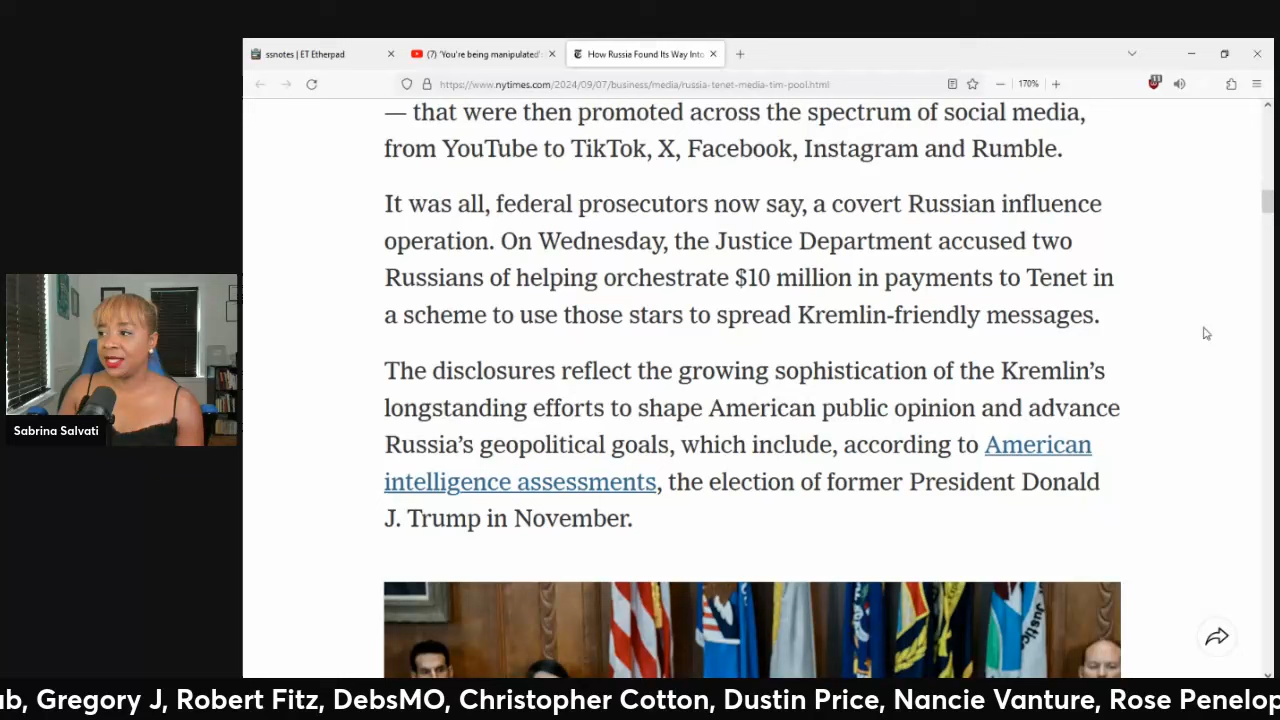 ssnotes | ET Etherpad
(7) 'You're being manipulated'
How Russia Found Its Way Into
https://www.nytimes.com/2024/09/07/business/media/russia-tenet-media-tim-pool.html
170%
— that were then promoted across the spectrum of social media,
from YouTube to TikTok, X, Facebook, Instagram and Rumble.
It was all, federal prosecutors now say, a covert Russian influence
operation. On Wednesday, the Justice Department accused two
Russians of helping orchestrate $10 million in payments to Tenet in
a scheme to use those stars to spread Kremlin-friendly messages.
The disclosures reflect the growing sophistication of the Kremlin's
longstanding efforts to shape American public opinion and advance
Russia's geopolitical goals, which include, according to American
intelligence assessments, the election of former President Donald
J. Trump in November.
Justice
Sabrina Salvati
ub, Gregory J, Robert Fitz, DebsMO, Christopher Cotton, Dustin Price, Nancie Vanture, Rose Penelop